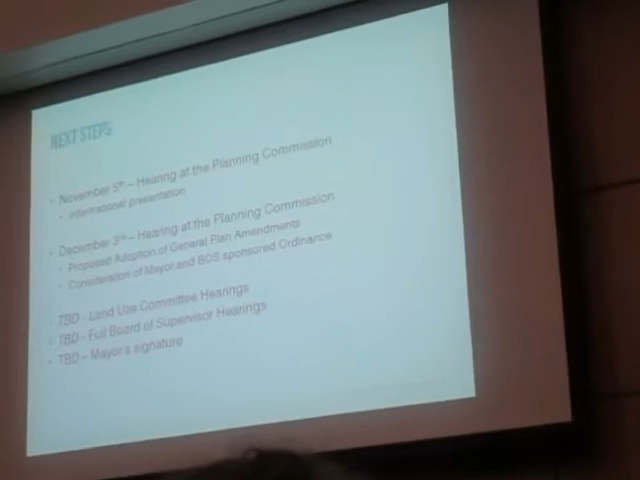 NEXT STEPS
• November 5th – Hearing at the Planning Commission
• Informational presentation
• December 3rd – Hearing at the Planning Commission
• Proposed Adoption of General Plan Amendments
• Consideration of Mayor and BOS sponsored Ordinance
• TBD - Land Use Committee Hearings
• TBD - Full Board of Supervisor Hearings
• TBD – Mayor's signature